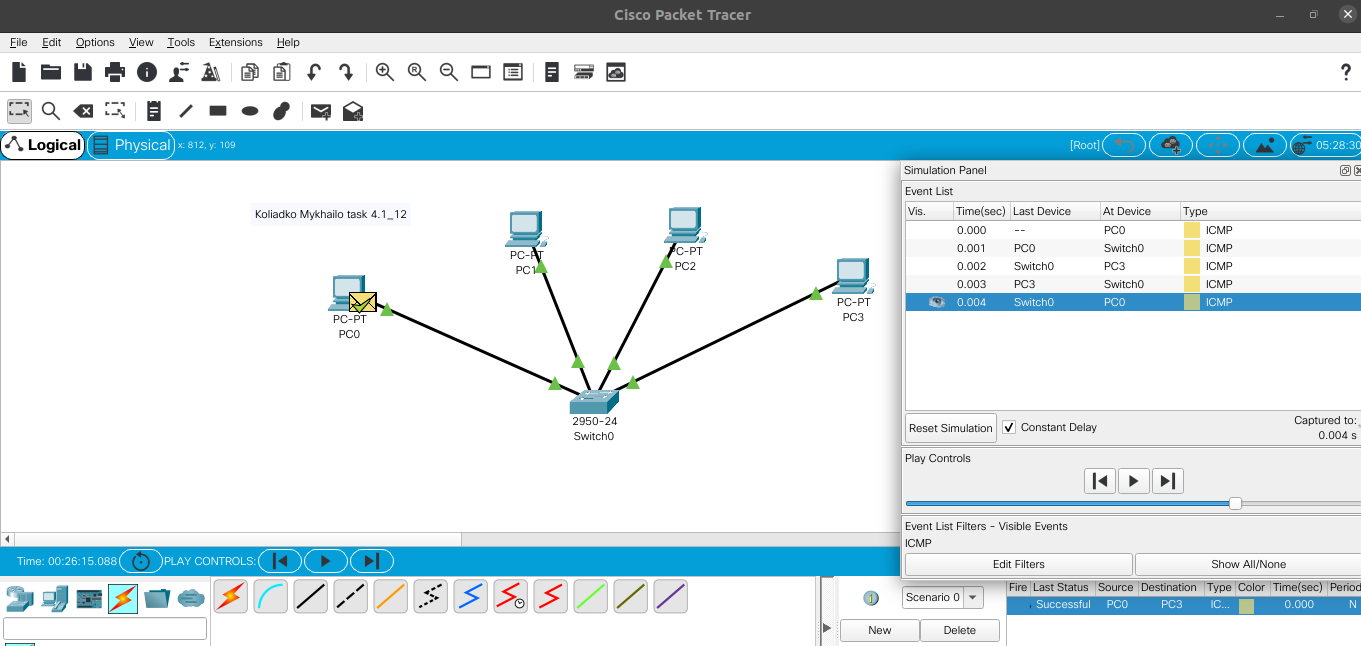 Cisco Packet Tracer
File Edit Options View Tools Extensions Help
Logical Physical x: 812, y: 109 [Root] 05:28:30
Koliadko Mykhailo task 4.1_12
PC-PT
PC1
PC-PT
PC2
PC-PT
PC0
PC-PT
PC3
2950-24
Switch0
Simulation Panel
Event List
Vis. Time(sec) Last Device At Device Type
0.000 -- PC0 ICMP
0.001 PC0 Switch0 ICMP
0.002 Switch0 PC3 ICMP
0.003 PC3 Switch0 ICMP
0.004 Switch0 PC0 ICMP
Reset Simulation Constant Delay Captured to:
0.004 s
Play Controls
Event List Filters - Visible Events
ICMP
Edit Filters Show All/None
Time: 00:26:15.088 PLAY CONTROLS:
Scenario 0
New Delete
Fire Last Status Source Destination Type Color Time(sec) Period
Successful PC0 PC3 IC... 0.000 N